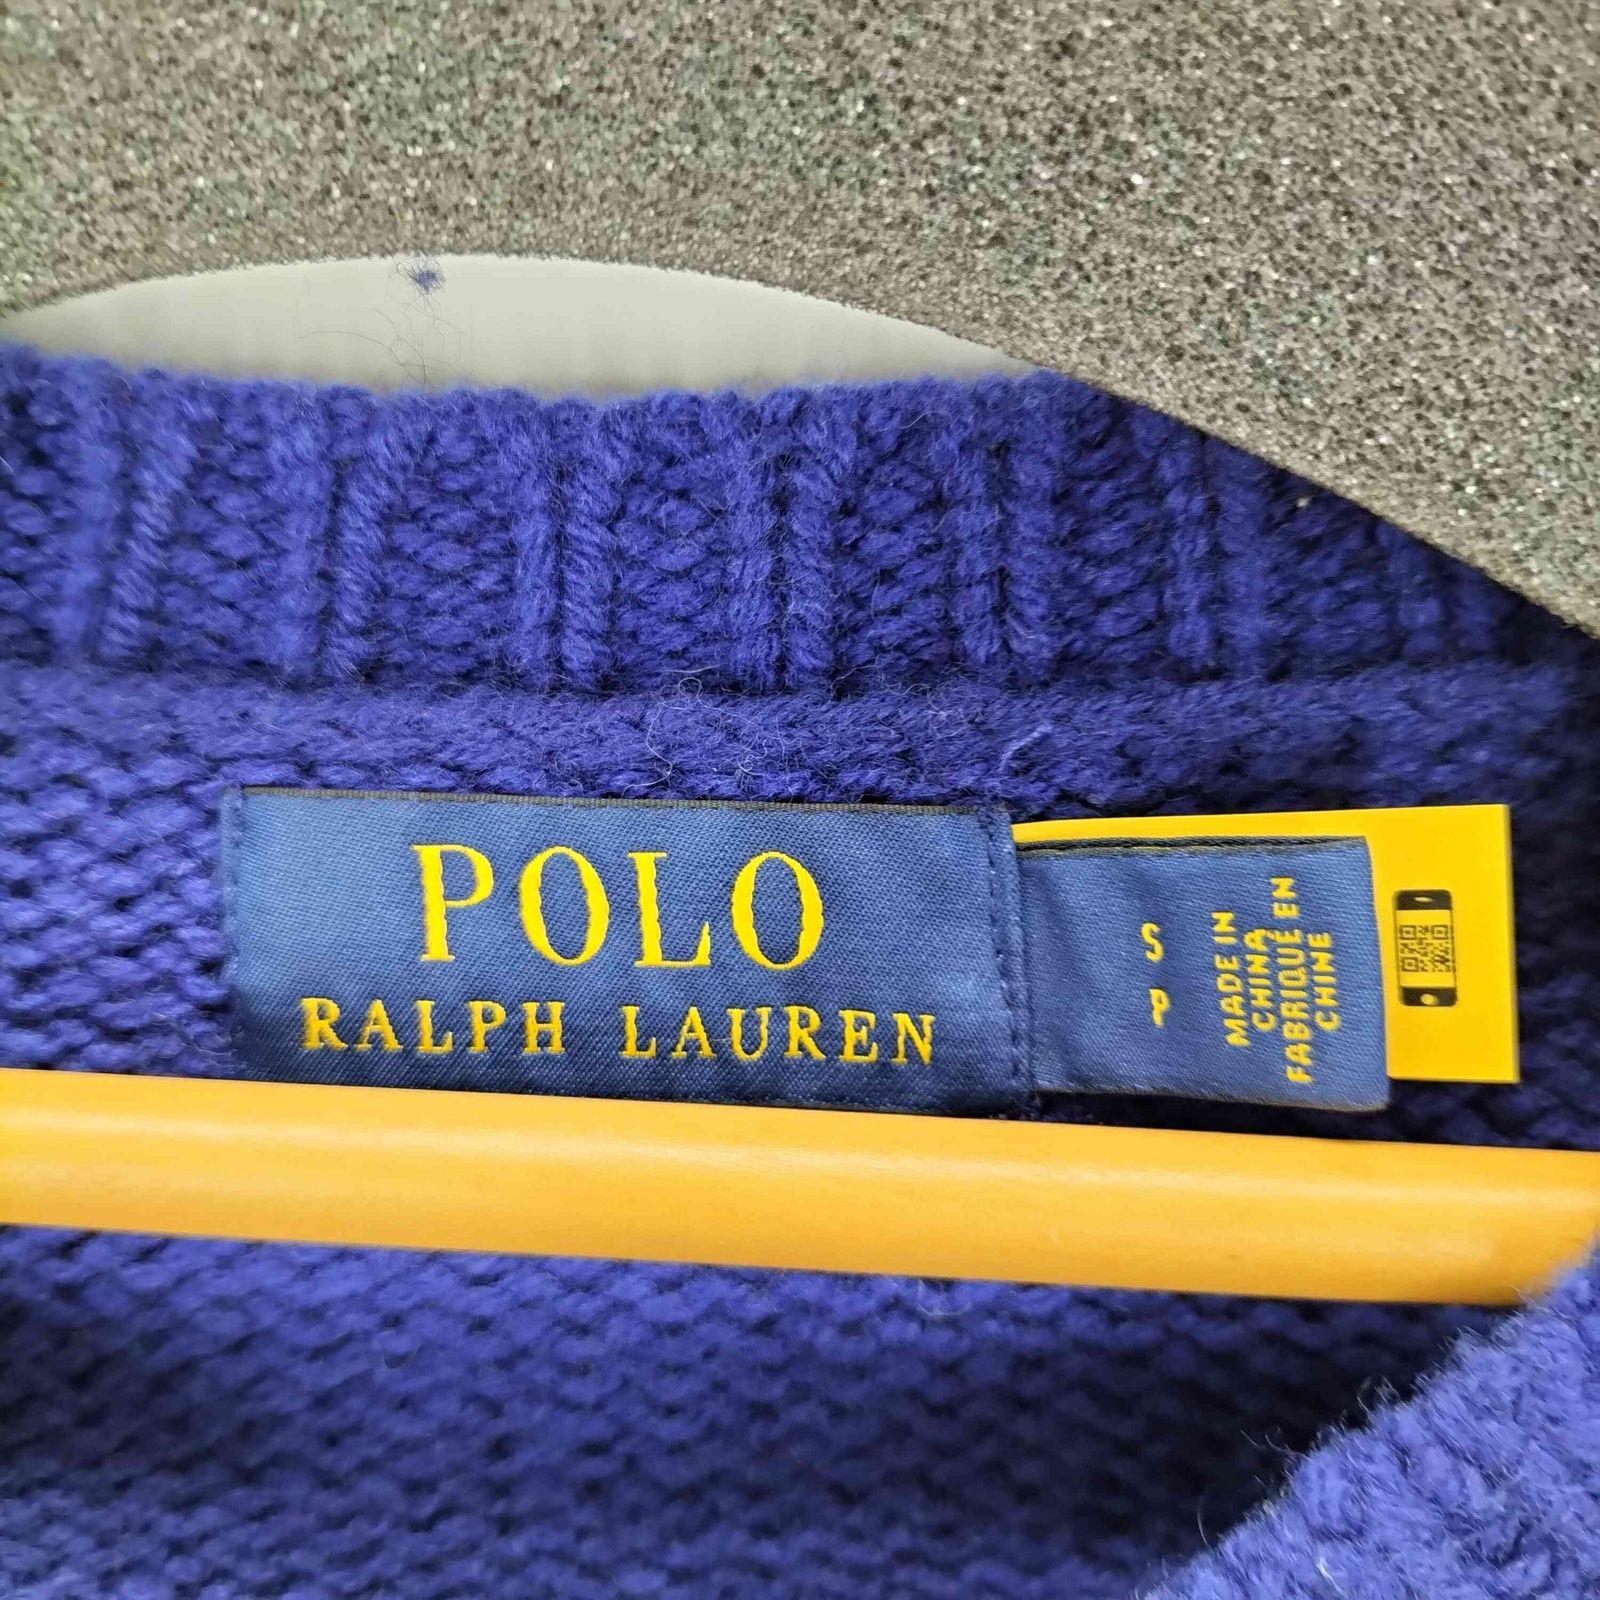 POLO
RALPH LAUREN
S
P
MADE IN
CHINA
FABRIQUÉ EN
CHINE